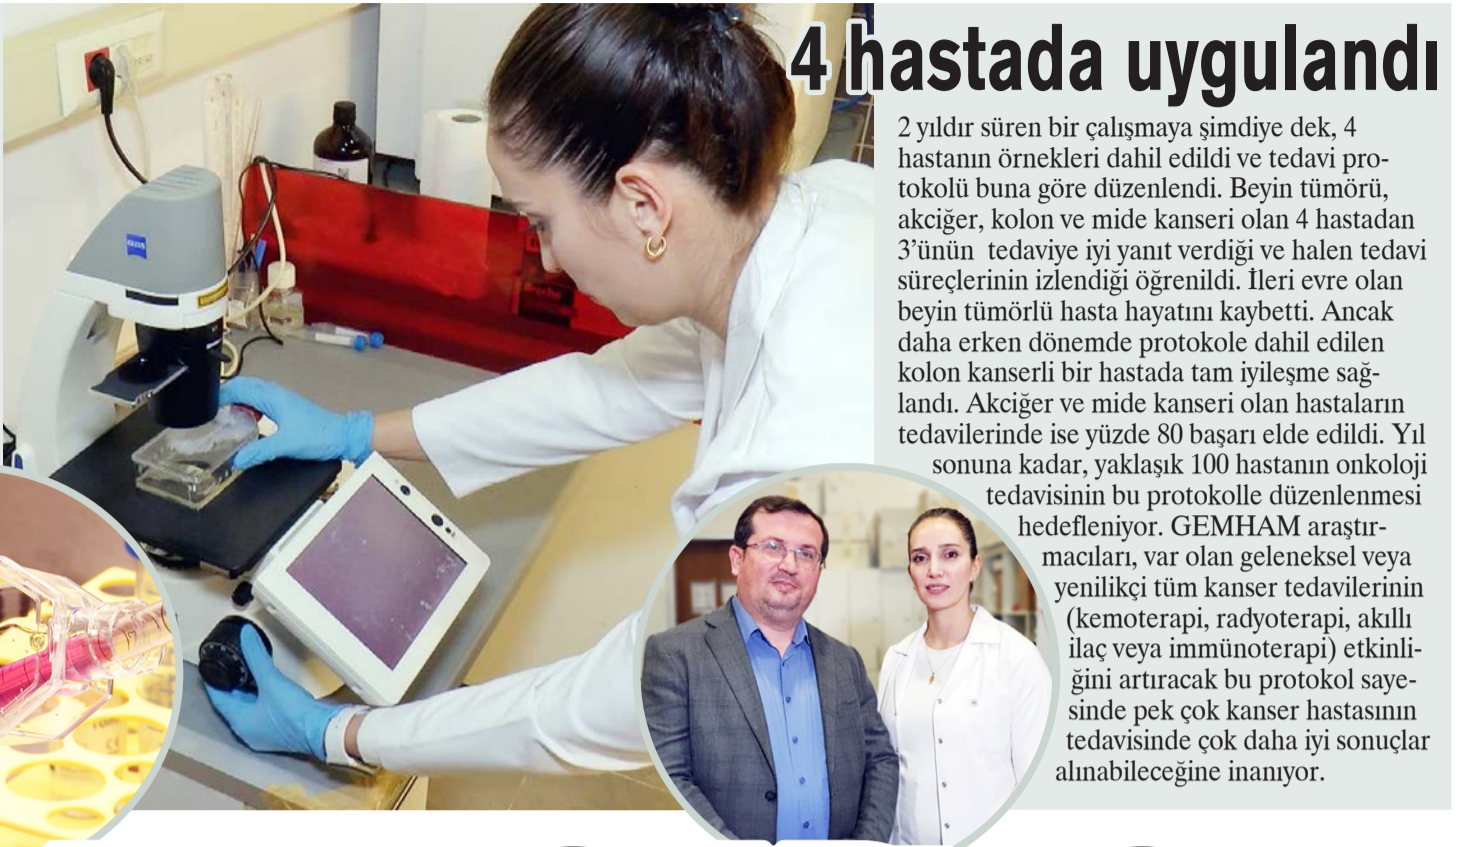 4 hastada uygulandı
2 yıldır süren bir çalışmaya şimdiye dek, 4
hastanın örnekleri dahil edildi ve tedavi pro-
tokolü buna göre düzenlendi. Beyin tümörü,
akciğer, kolon ve mide kanseri olan 4 hastadan
3’ünün tedaviye iyi yanıt verdiği ve halen tedavi
süreçlerinin izlendiği öğrenildi. İleri evre olan
beyin tümörlü hasta hayatını kaybetti. Ancak
daha erken dönemde protokole dahil edilen
kolon kanserli bir hastada tam iyileşme sağ-
landı. Akciğer ve mide kanseri olan hastaların
tedavilerinde ise yüzde 80 başarı elde edildi. Yıl
sonuna kadar, yaklaşık 100 hastanın onkoloji
tedavisinin bu protokolle düzenlenmesi
hedefleniyor. GEMHAM araştır-
macıları, var olan geleneksel veya
yenilikçi tüm kanser tedavilerinin
(kemoterapi, radyoterapi, akıllı
ilaç veya immünoterapi) etkinli-
ğini artıracak bu protokol saye-
sinde pek çok kanser hastasının
tedavisinde çok daha iyi sonuçlar
alınabileceğine inanıyor.